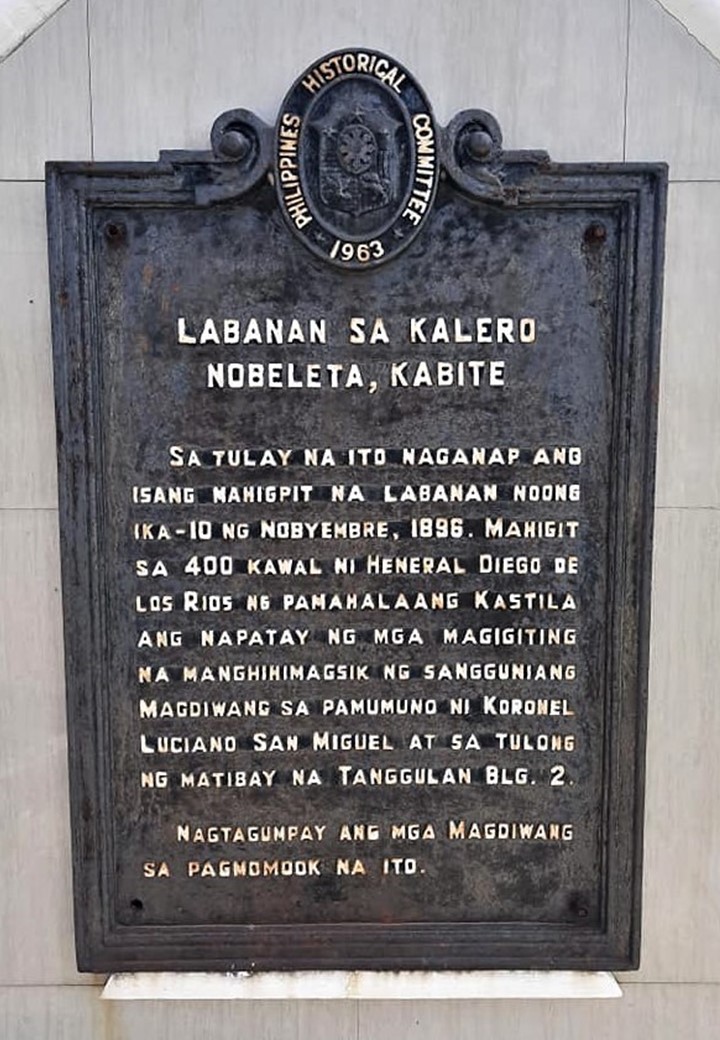 PHILIPPINES HISTORICAL COMMITTEE
1963
LABANAN SA KALERO
NOBELETA, KABITE
SA TULAY NA ITO NAGANAP ANG
ISANG MAHIGPIT NA LABANAN NOONG
IKA-10 NG NOBYEMBRE, 1896. MAHIGIT
SA 400 KAWAL NI HENERAL DIEGO DE
LOS RIOS NG PAMAHALAANG KASTILA
ANG NAPATAY NG MGA MAGIGITING
NA MANGHIHIMAGSIK NG SANGGUNIANG
MAGDIWANG SA PAMUMUNO NI KORONEL
LUCIANO SAN MIGUEL AT SA TULONG
NG MATIBAY NA TANGGULAN BLG. 2.
NAGTAGUMPAY ANG MGA MAGDIWANG
SA PAGMOMOOK NA ITO.